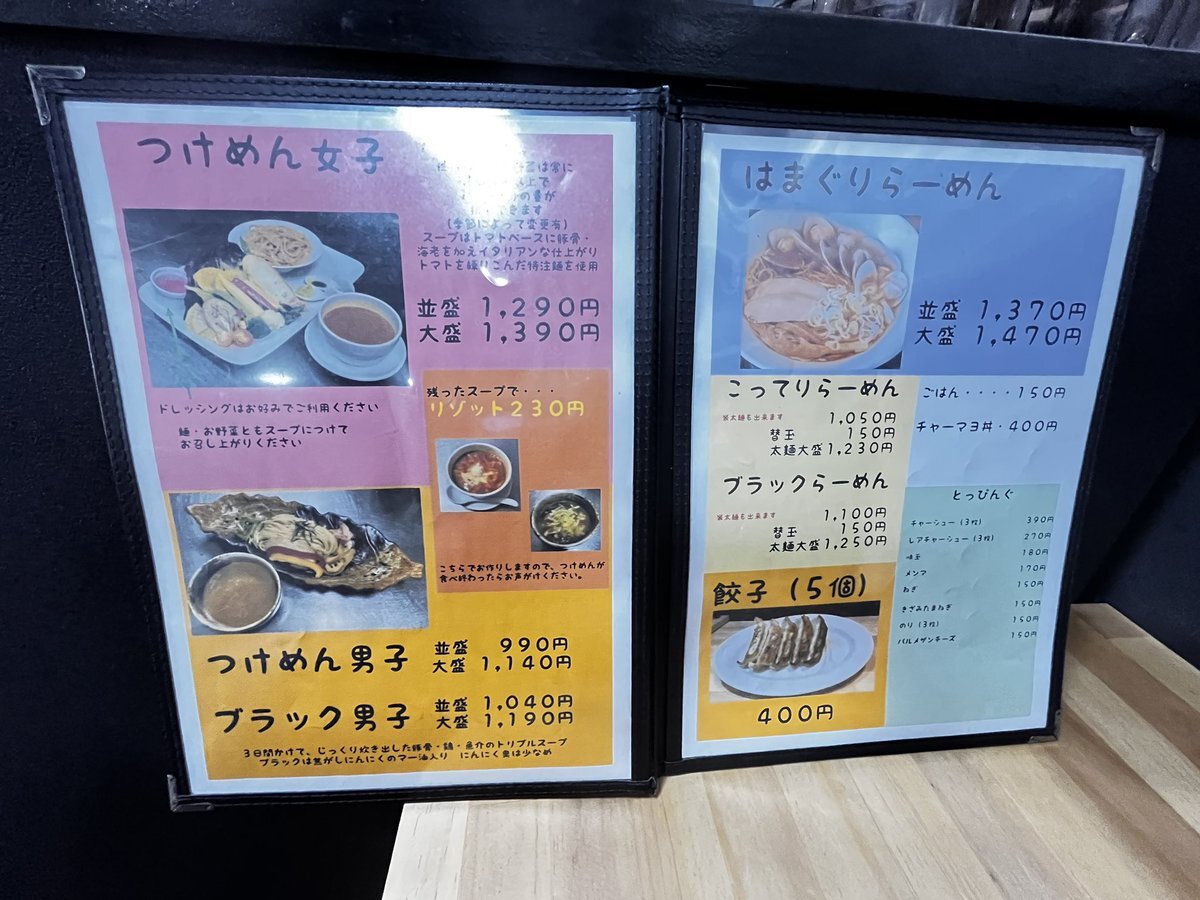 つけめん女子
は常に
上で
の量が
きます
(季節によって変更有)
スープはトマトベースに豚骨・
海老を加えイタリアンな仕上がり
トマトを練りこんだ特注麺を使用
並盛 1,290円
大盛 1,390円
ドレッシングはお好みでご利用ください
麺・お野菜ともスープにつけて
お召し上がりください
残ったスープで・・・
リゾット230円
こちらでお作りしますので、つけめんが
食べ終わったらお声がけください。
つけめん男子
並盛 990円
大盛 1,140円
ブラック男子
並盛 1,040円
大盛 1,190円
3日間かけて、じっくり炊き出した豚骨・鶏・魚介のトリプルスープ
ブラックは焦がしにんにくのマー油入り にんにく臭は少なめ
はまぐりらーめん
並盛 1,370円
大盛 1,470円
こってりらーめん
※太麺も出来ます 1,050円
替玉 150円
太麺大盛1,230円
ブラックらーめん
※太麺も出来ます 1,100円
替玉 150円
太麺大盛1,250円
餃子(5個)
400円
ごはん・・・・150円
チャーマヨ丼・400円
とっぴんぐ
チャーシュー(3枚) 390円
レアチャーシュー(3枚) 270円
味玉 180円
メンマ 170円
ねぎ 150円
きざみたまねぎ 150円
のり(3枚) 150円
パルメザンチーズ 150円